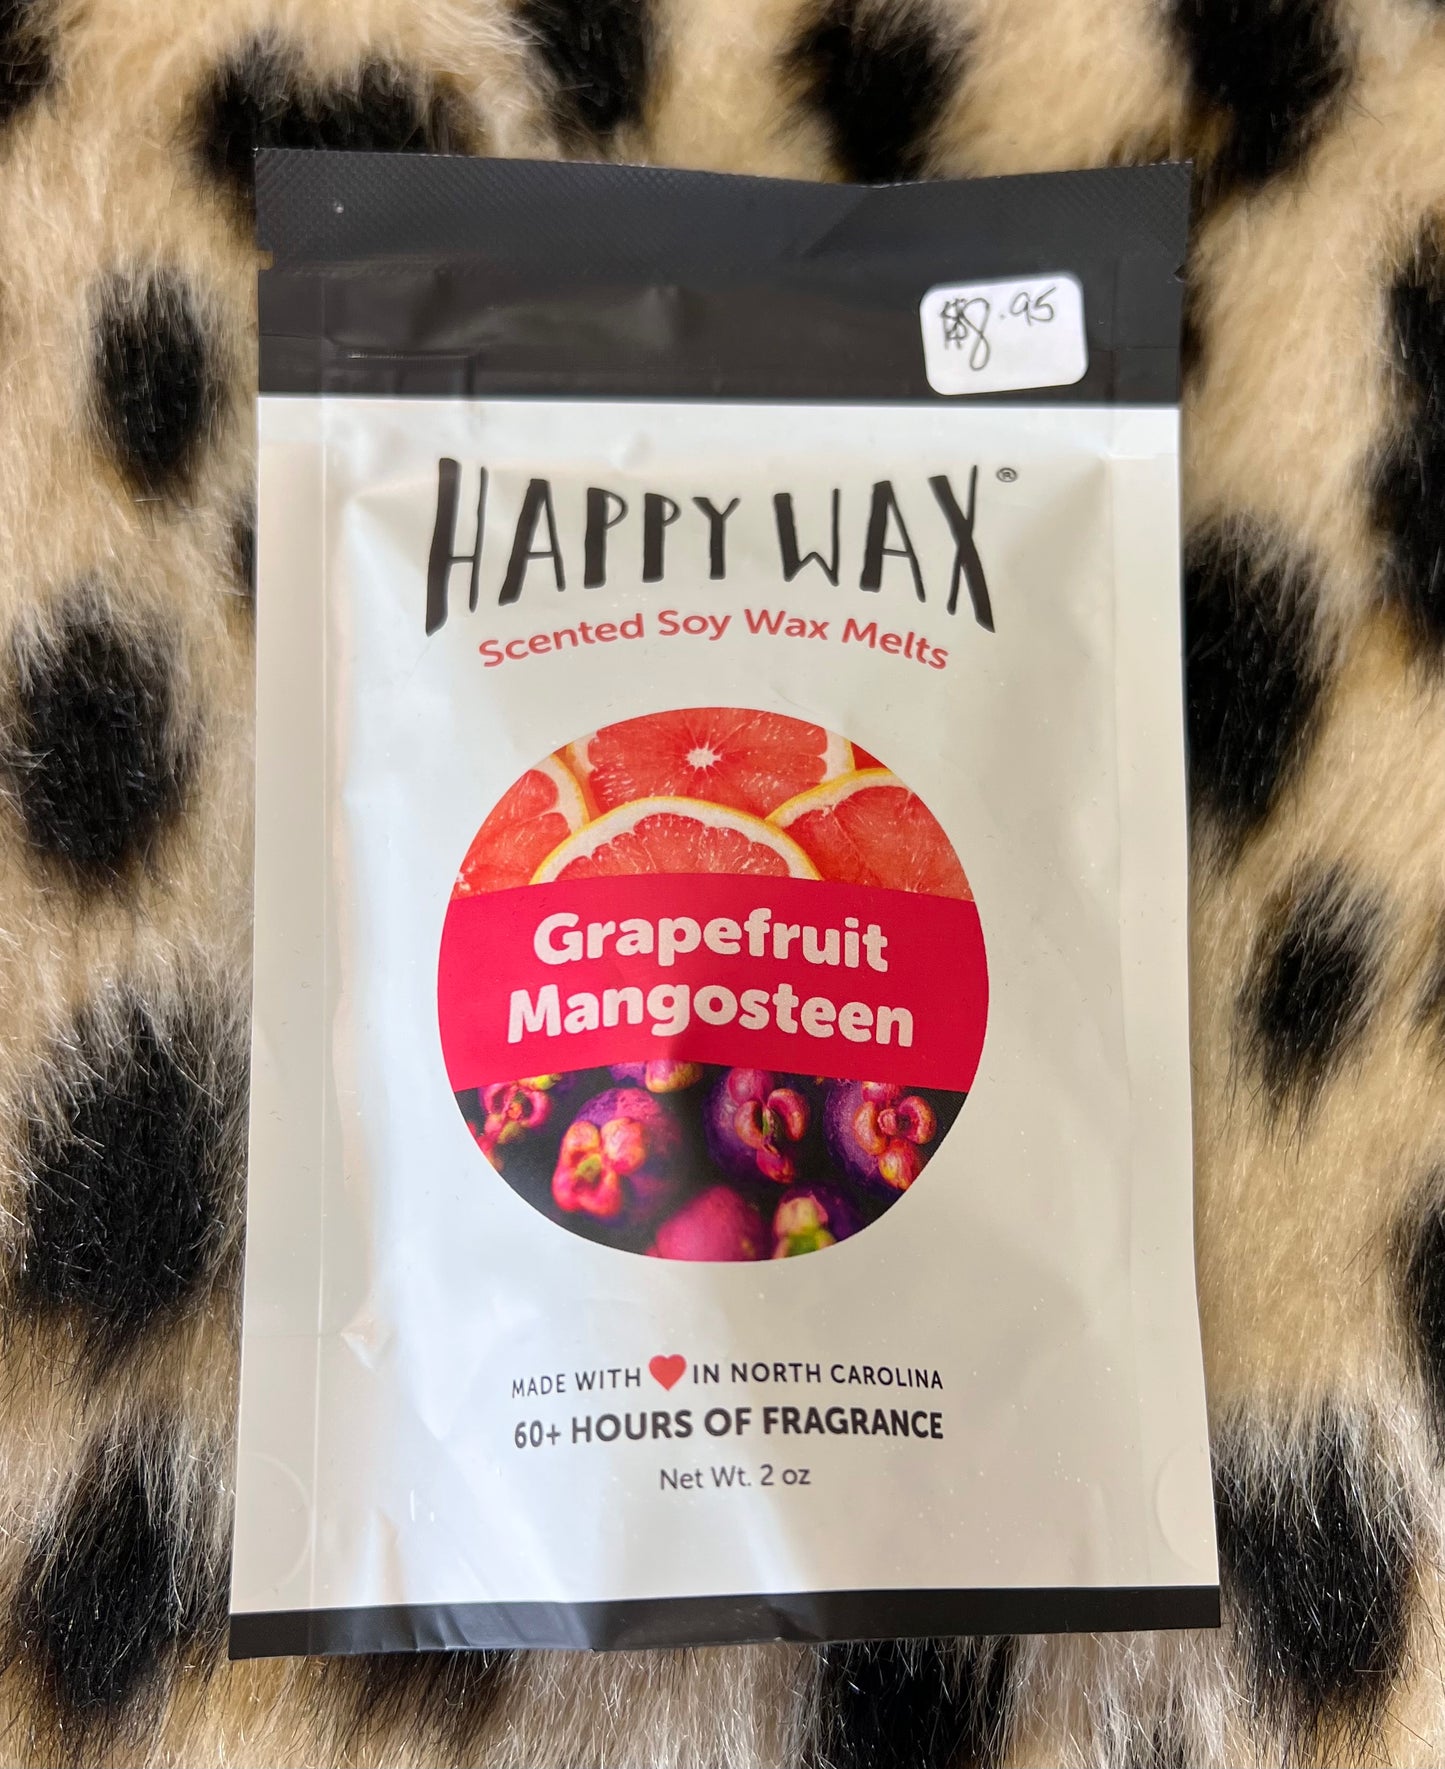 $8.95
HAPPY WAX®
Scented Soy Wax Melts
Grapefruit
Mangosteen
MADE WITH ❤ IN NORTH CAROLINA
60+ HOURS OF FRAGRANCE
Net Wt. 2 oz